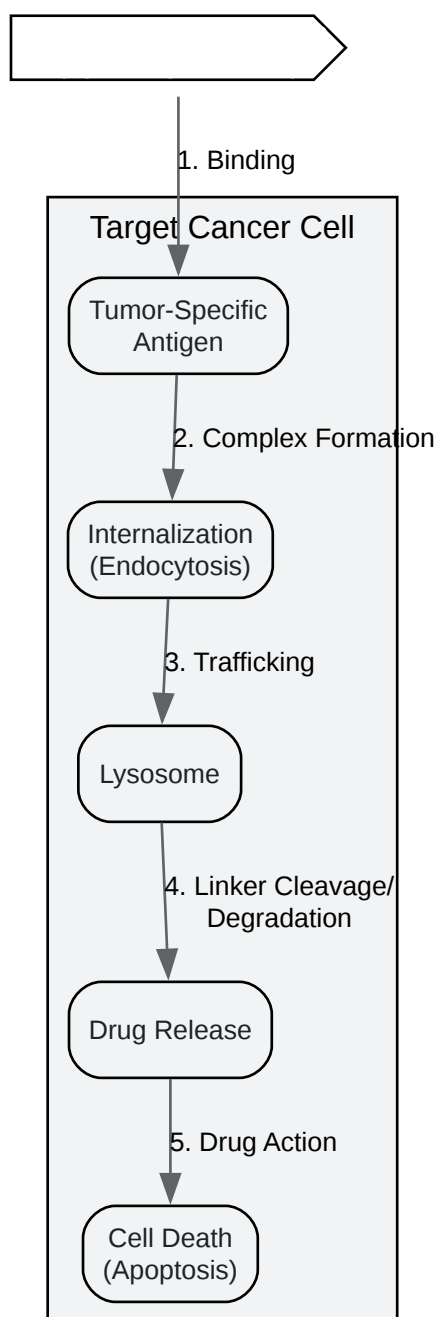 1. Binding
Target Cancer Cell
Tumor-Specific
Antigen
2. Complex Formation
Internalization
(Endocytosis)
3. Trafficking
Lysosome
4. Linker Cleavage/
Degradation
Drug Release
5. Drug Action
Cell Death
(Apoptosis)